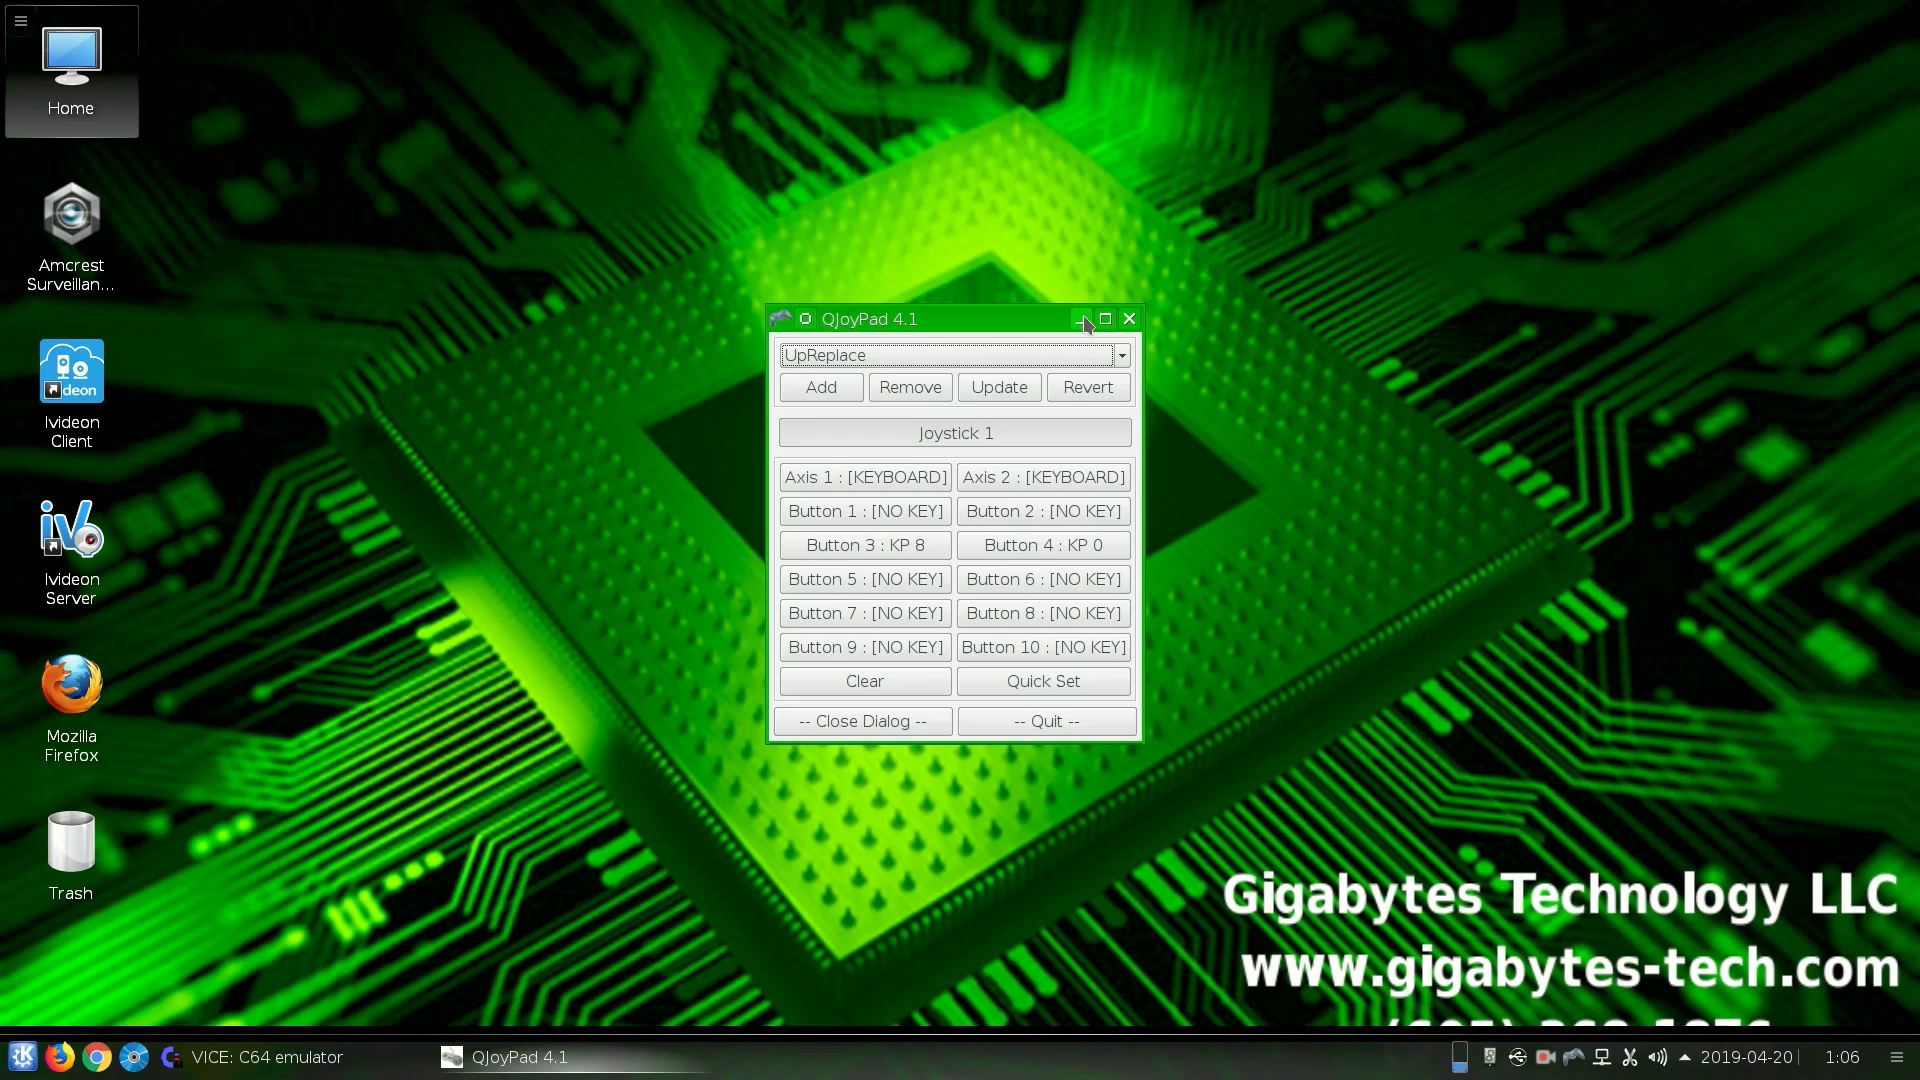 Home
Amcrest
Surveillan...
deon
Ivideon
Client
iv
Ivideon
Server
Mozilla
Firefox
Trash
QJoyPad 4.1
UpReplace
Add Remove Update Revert
Joystick 1
Axis 1 : [KEYBOARD] Axis 2 : [KEYBOARD]
Button 1 : [NO KEY] Button 2 : [NO KEY]
Button 3 : KP 8 Button 4 : KP 0
Button 5 : [NO KEY] Button 6 : [NO KEY]
Button 7 : [NO KEY] Button 8 : [NO KEY]
Button 9 : [NO KEY] Button 10 : [NO KEY]
Clear Quick Set
-- Close Dialog -- -- Quit --
Gigabytes Technology LLC
www.gigabytes-tech.com
VICE: C64 emulator QJoyPad 4.1 2019-04-20 1:06